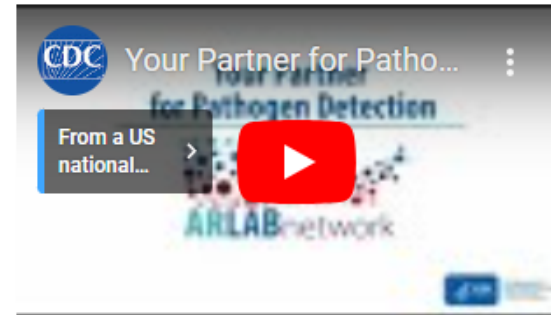 CDC
Your Partner for Patho...
Your Partner
for Pathogen Detection
From a US
national...
ARLABnetwork